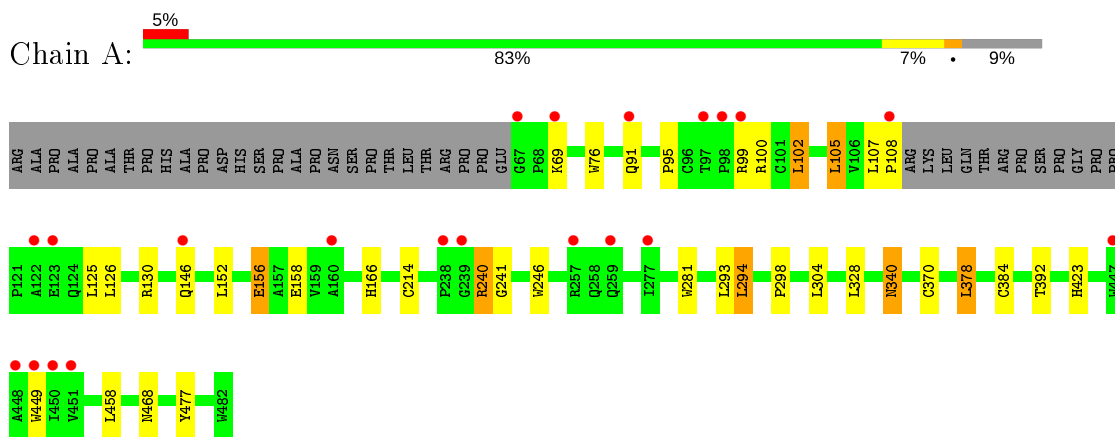 5%
Chain A:
83% 7% • 9%
ARG ALA PRO ALA PRO ALA THR PRO HIS ALA PRO ASP HIS SER PRO ALA PRO ASN SER PRO THR LEU THR ARG PRO PRO GLU G67 P68 K69 W76 Q91 P95 C96 T97 P98 R99 R100 C101 L102 L105 V106 L107 P108 ARG LYS LEU GLN THR ARG PRO SER PRO GLY PRO PRO
P121 A122 E123 Q124 L125 L126 R130 Q146 L152 E156 A157 E158 V159 A160 H166 C214 P238 G239 R240 G241 W246 R257 Q258 Q259 I277 W281 L293 L294 P298 L304 L328 N340 C370 L378 C384 T392 H423 W447
A448 W449 I450 V451 L458 N468 Y477 W482